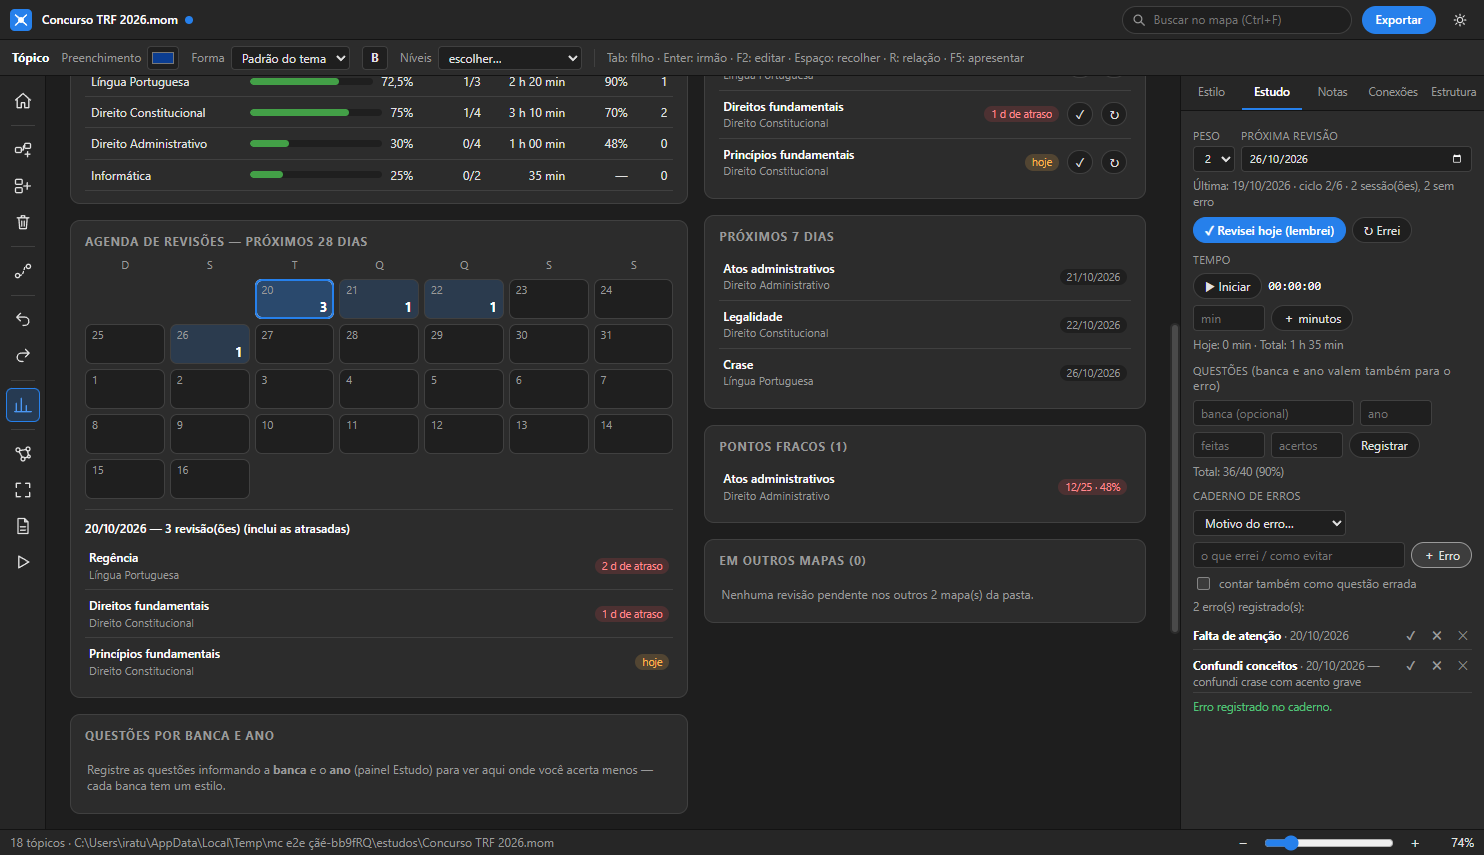 Concurso TRF 2026.mom
Buscar no mapa (Ctrl+F)
Exportar
Tópico
Preenchimento
Forma
Padrão do tema
B
Níveis
escolher...
Tab: filho · Enter: irmão · F2: editar · Espaço: recolher · R: relação · F5: apresentar
Língua Portuguesa 72,5% 1/3 2 h 20 min 90% 1
Direito Constitucional 75% 1/4 3 h 10 min 70% 2
Direito Administrativo 30% 0/4 1 h 00 min 48% 0
Informática 25% 0/2 35 min — 0
AGENDA DE REVISÕES — PRÓXIMOS 28 DIAS
D S T Q Q S S
20 3 21 1 22 1 23 24
25 26 1 27 28 29 30 31
1 2 3 4 5 6 7
8 9 10 11 12 13 14
15 16
20/10/2026 — 3 revisão(ões) (inclui as atrasadas)
Regência
Língua Portuguesa
2 d de atraso
Direitos fundamentais
Direito Constitucional
1 d de atraso
Princípios fundamentais
Direito Constitucional
hoje
QUESTÕES POR BANCA E ANO
Registre as questões informando a banca e o ano (painel Estudo) para ver aqui onde você acerta menos —
cada banca tem um estilo.
Língua Portuguesa
Direitos fundamentais
Direito Constitucional
1 d de atraso
Princípios fundamentais
Direito Constitucional
hoje
PRÓXIMOS 7 DIAS
Atos administrativos
Direito Administrativo
21/10/2026
Legalidade
Direito Constitucional
22/10/2026
Crase
Língua Portuguesa
26/10/2026
PONTOS FRACOS (1)
Atos administrativos
Direito Administrativo
12/25 · 48%
EM OUTROS MAPAS (0)
Nenhuma revisão pendente nos outros 2 mapa(s) da pasta.
Estilo Estudo Notas Conexões Estrutura
PESO PRÓXIMA REVISÃO
2 26/10/2026
Última: 19/10/2026 · ciclo 2/6 · 2 sessão(ões), 2 sem
erro
✓ Revisei hoje (lembrei) ↻ Errei
TEMPO
▶ Iniciar 00:00:00
min + minutos
Hoje: 0 min · Total: 1 h 35 min
QUESTÕES (banca e ano valem também para o
erro)
banca (opcional) ano
feitas acertos Registrar
Total: 36/40 (90%)
CADERNO DE ERROS
Motivo do erro...
o que errei / como evitar + Erro
contar também como questão errada
2 erro(s) registrado(s):
Falta de atenção · 20/10/2026
Confundi conceitos · 20/10/2026 —
confundi crase com acento grave
Erro registrado no caderno.
18 tópicos · C:\Users\iratu\AppData\Local\Temp\mc e2e çãé-bb9fRQ\estudos\Concurso TRF 2026.mom
− + 74%